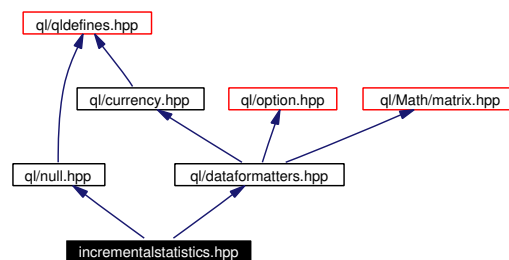 ql/qldefines.hpp
ql/currency.hpp
ql/option.hpp
ql/Math/matrix.hpp
ql/null.hpp
ql/dataformatters.hpp
incrementalstatistics.hpp